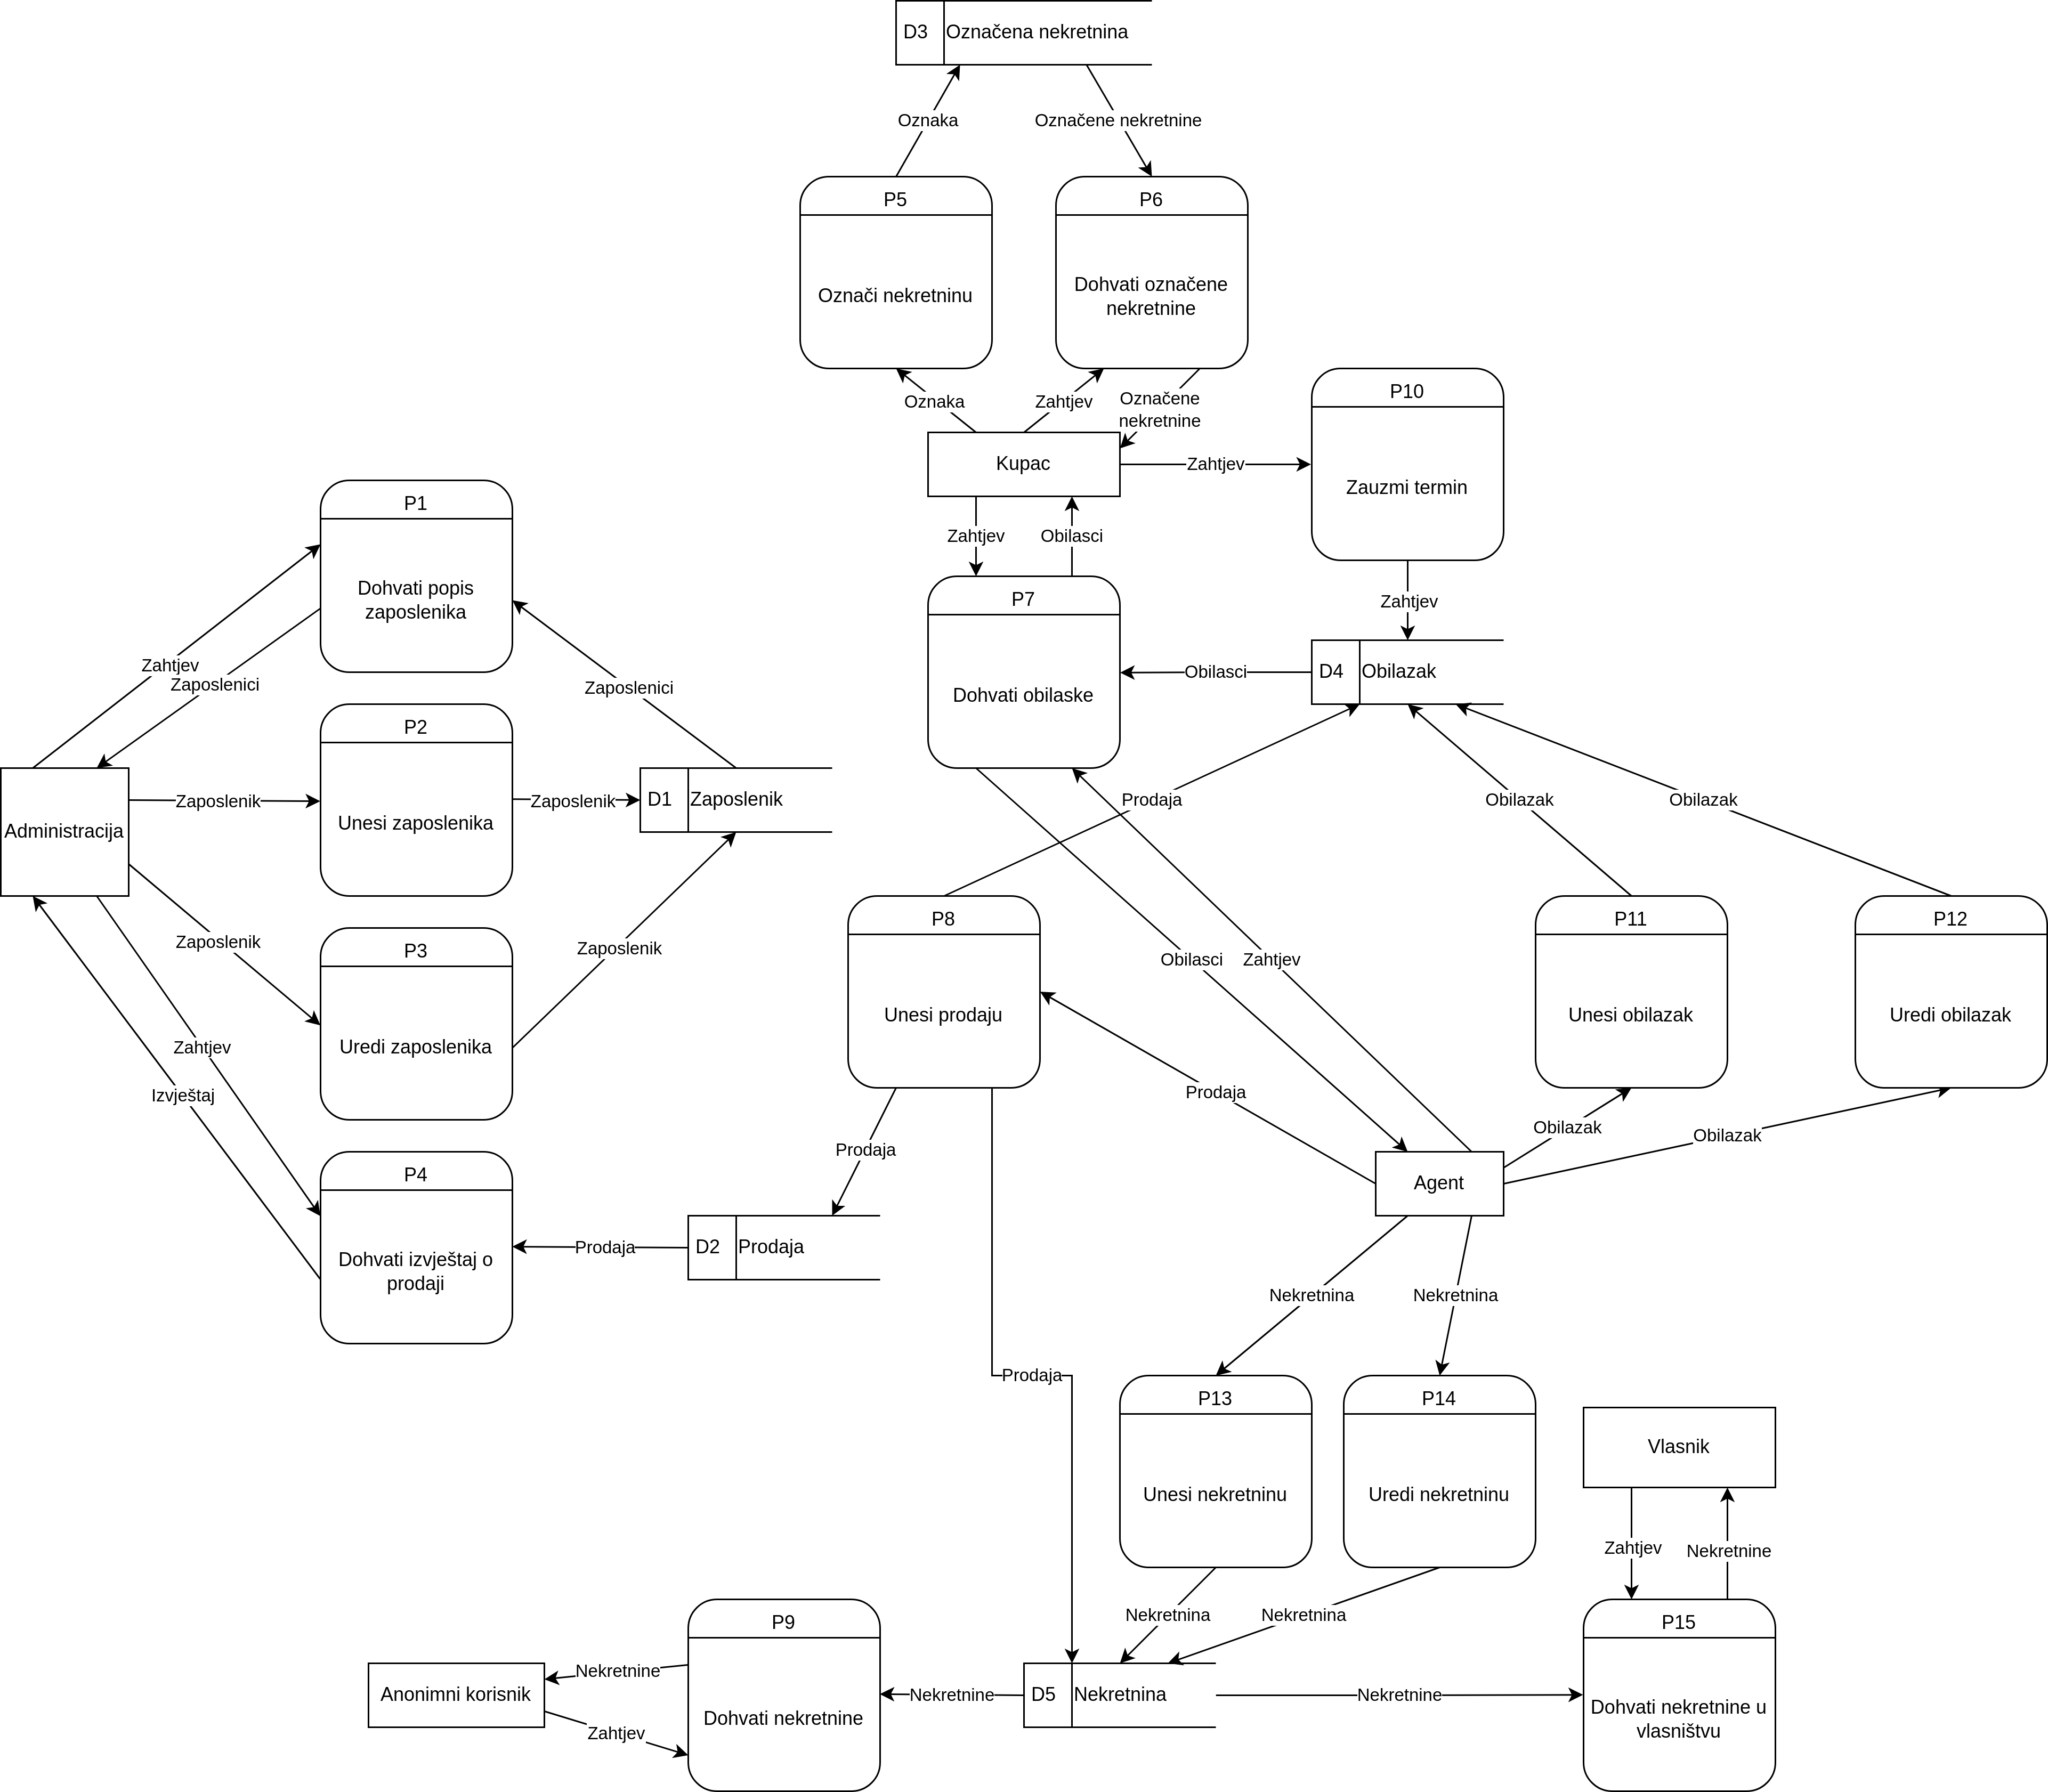 D3 Označena nekretnina
Oznaka
Označene nekretnine
P5
Označi nekretninu
P6
Dohvati označene
nekretnine
Oznaka
Zahtjev
Označene
nekretnine
P10
Zauzmi termin
Kupac
Zahtjev
Zahtjev
Obilasci
P1
Dohvati popis
zaposlenika
Zahtjev
Zaposlenici
Zaposlenici
P7
Dohvati obilaske
Zahtjev
Obilasci
D4 Obilazak
P2
Unesi zaposlenika
Administracija
Zaposlenik
Zaposlenik
D1 Zaposlenik
Prodaja
Obilazak
Obilazak
Zaposlenik
P3
Uredi zaposlenika
Zaposlenik
Zahtjev
Izvještaj
P8
Unesi prodaju
Obilasci
Zahtjev
P11
Unesi obilazak
P12
Uredi obilazak
Prodaja
Prodaja
Obilazak
Obilazak
Agent
P4
Dohvati izvještaj o
prodaji
Prodaja
D2 Prodaja
Nekretnina
Nekretnina
Prodaja
P13
Unesi nekretninu
P14
Uredi nekretninu
Vlasnik
Zahtjev
Nekretnine
Nekretnina
Nekretnina
P9
Dohvati nekretnine
Anonimni korisnik
Nekretnine
Zahtjev
Nekretnine
D5 Nekretnina
Nekretnine
P15
Dohvati nekretnine u
vlasništvu